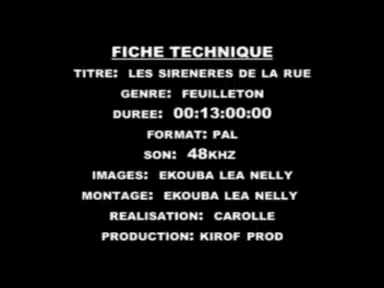 FICHE TECHNIQUE
TITRE: LES SIRENERES DE LA RUE
GENRE: FEUILLETON
DUREE: 00:13:00:00
FORMAT: PAL
SON: 48KHZ
IMAGES: EKOUBA LEA NELLY
MONTAGE: EKOUBA LEA NELLY
REALISATION: CAROLLE
PRODUCTION: KIROF PROD